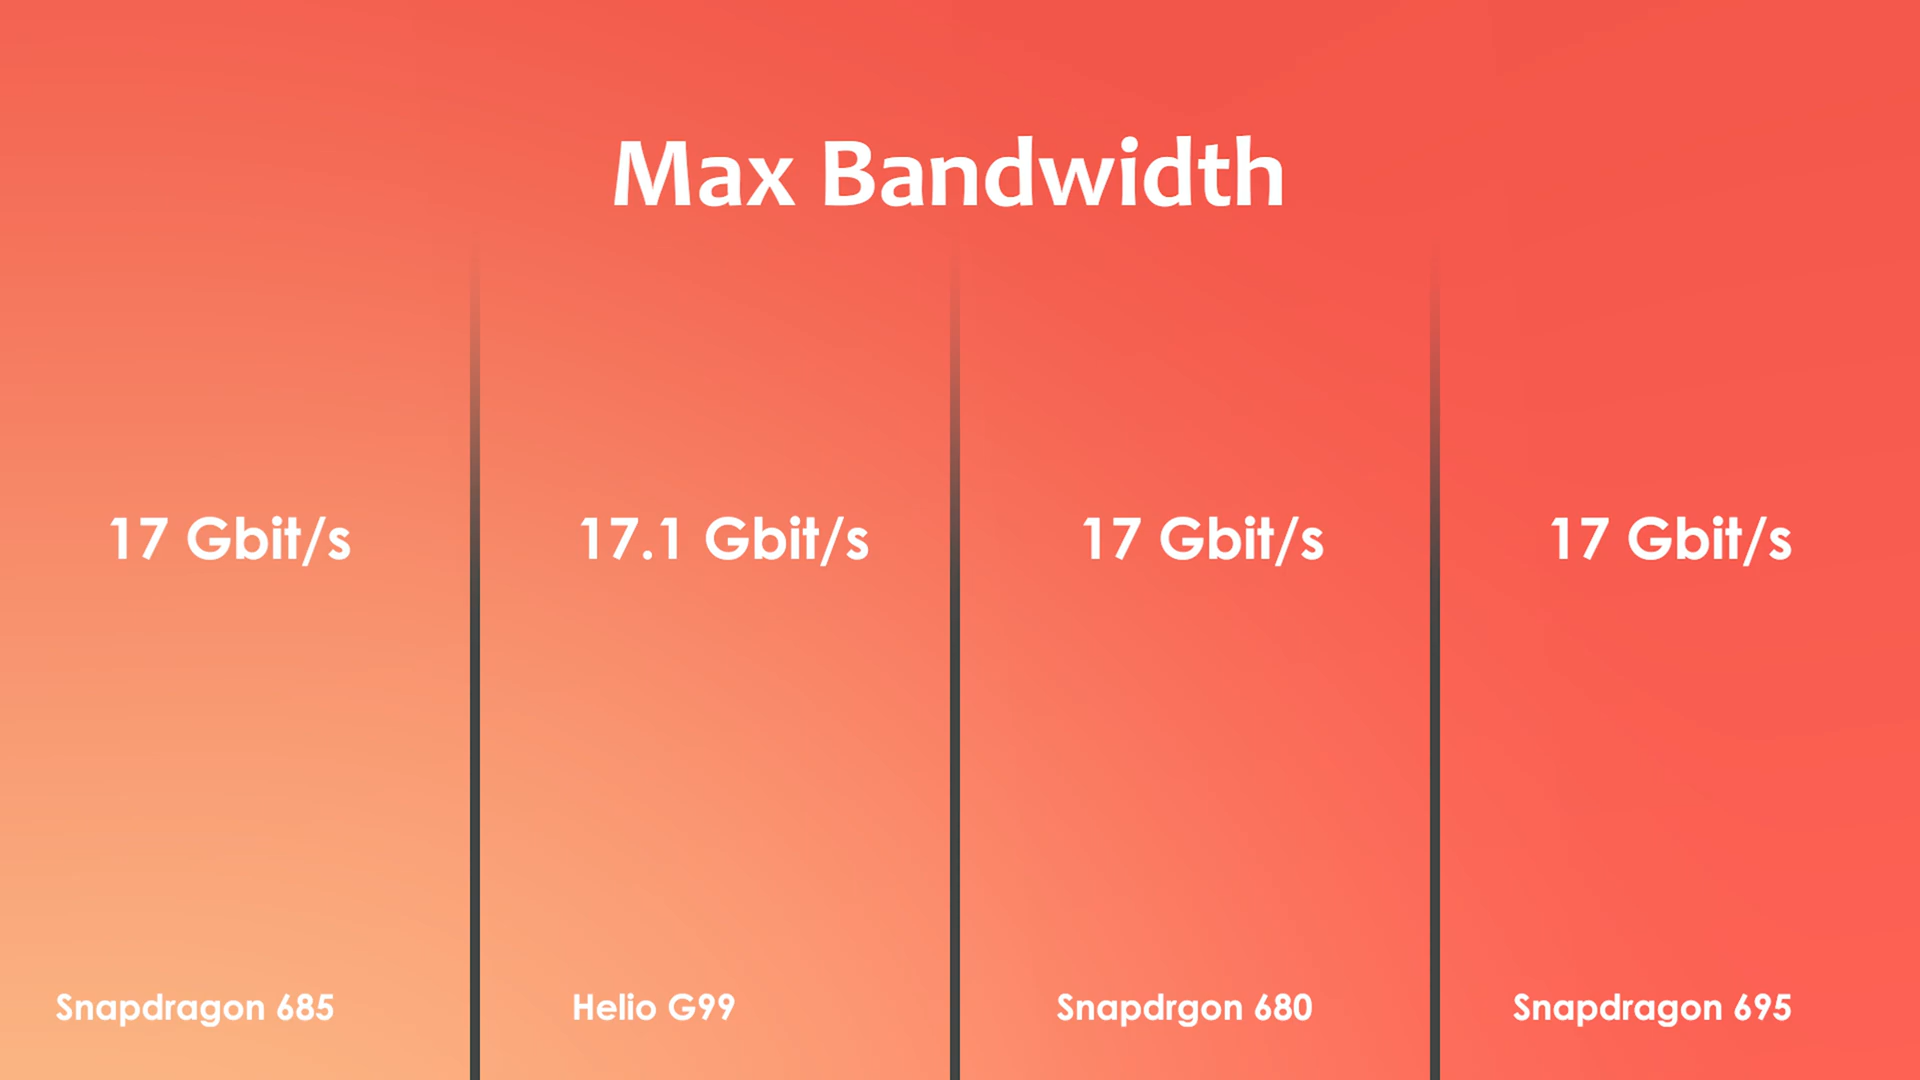 Max Bandwidth
17 Gbit/s
17.1 Gbit/s
17 Gbit/s
17 Gbit/s
Snapdragon 685
Helio G99
Snapdrgon 680
Snapdragon 695